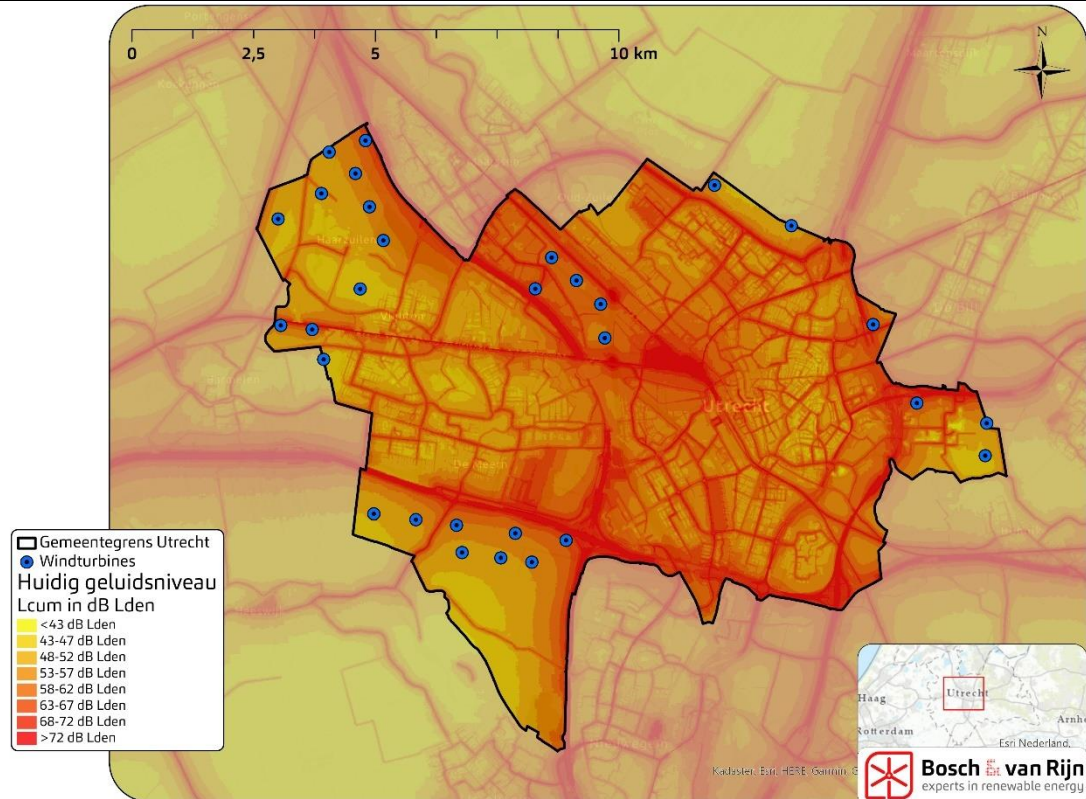 0 2,5 5 10 km
N
Haarzuilens
Vleuten
Utrecht
De Meern
Gemeentegrens Utrecht
Windturbines
Huidig geluidsniveau
Lcum in dB Lden
<43 dB Lden
43-47 dB Lden
48-52 dB Lden
53-57 dB Lden
58-62 dB Lden
63-67 dB Lden
68-72 dB Lden
>72 dB Lden
Haag
Utrecht
Arnh
Rotterdam
Esri Nederland,
Kadaster, Esri, HERE, Garmin, G
Bosch & van Rijn
experts in renewable energy